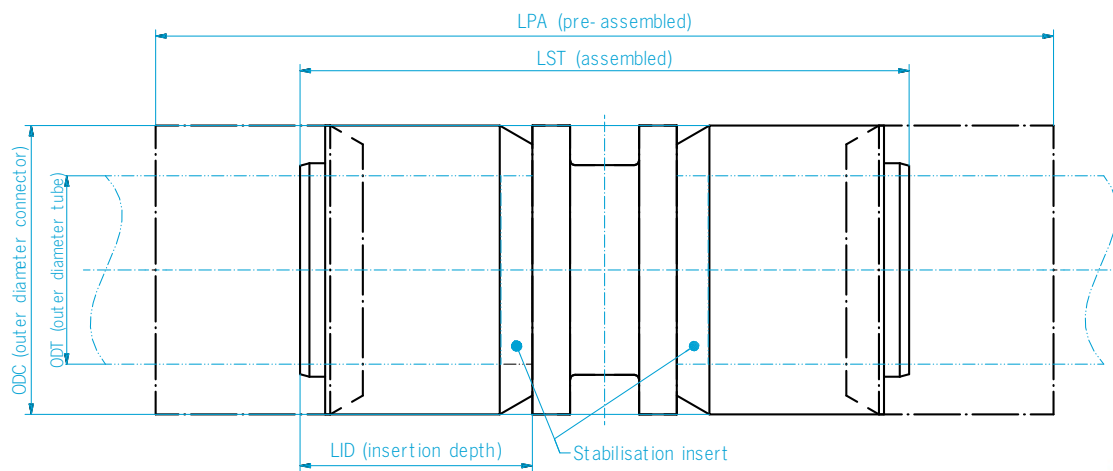 LPA (pre-assembled)
LST (assembled)
ODC (outer diameter connector)
ODT (outer diameter tube)
LID (insertion depth)
Stabilisation insert